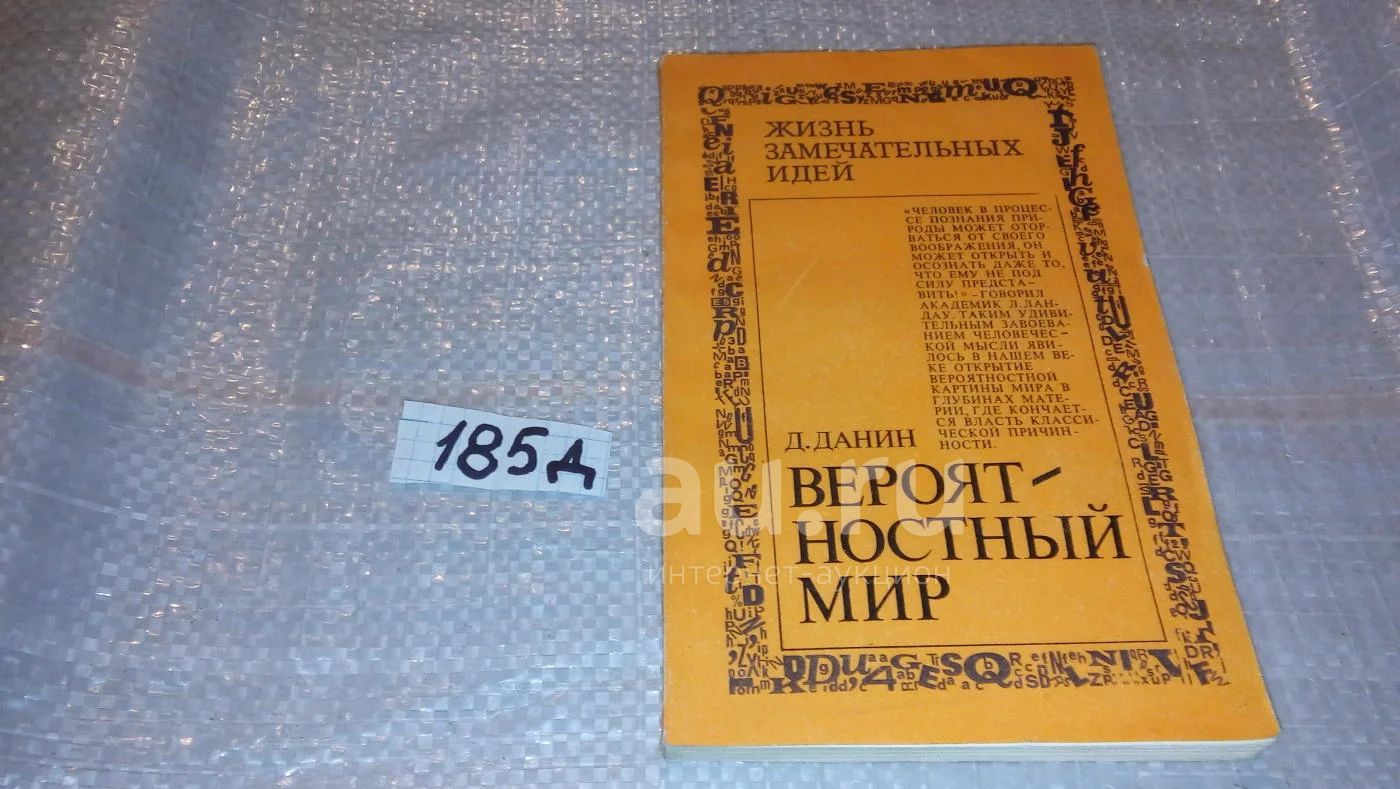 ЖИЗНЬ
ЗАМЕЧАТЕЛЬНЫХ
ИДЕЙ
«ЧЕЛОВЕК В ПРОЦЕС-
СЕ ПОЗНАНИЯ ПРИ-
РОДЫ МОЖЕТ ОТОР-
ВАТЬСЯ ОТ СВОЕГО
ВООБРАЖЕНИЯ, ОН
МОЖЕТ ОТКРЫТЬ И
ОСОЗНАТЬ ДАЖЕ ТО,
ЧТО ЕМУ НЕ ПОД
СИЛУ ПРЕДСТА-
ВИТЬ!» – ГОВОРИЛ
АКАДЕМИК Л.ЛАН-
ДАУ. ТАКИМ УДИВИ-
ТЕЛЬНЫМ ЗАВОЕВА-
НИЕМ ЧЕЛОВЕЧЕС-
КОЙ МЫСЛИ ЯВИ-
ЛОСЬ В НАШЕМ ВЕ-
КЕ ОТКРЫТИЕ
ВЕРОЯТНОСТНОЙ
КАРТИНЫ МИРА В
ГЛУБИНАХ МАТЕ-
РИИ, ГДЕ КОНЧАЕТ-
СЯ ВЛАСТЬ КЛАССИ-
ЧЕСКОЙ ПРИЧИН-
НОСТИ.
Д. ДАНИН
ВЕРОЯТ-
НОСТНЫЙ
МИР
185д
au.ru
интернет-аукцион